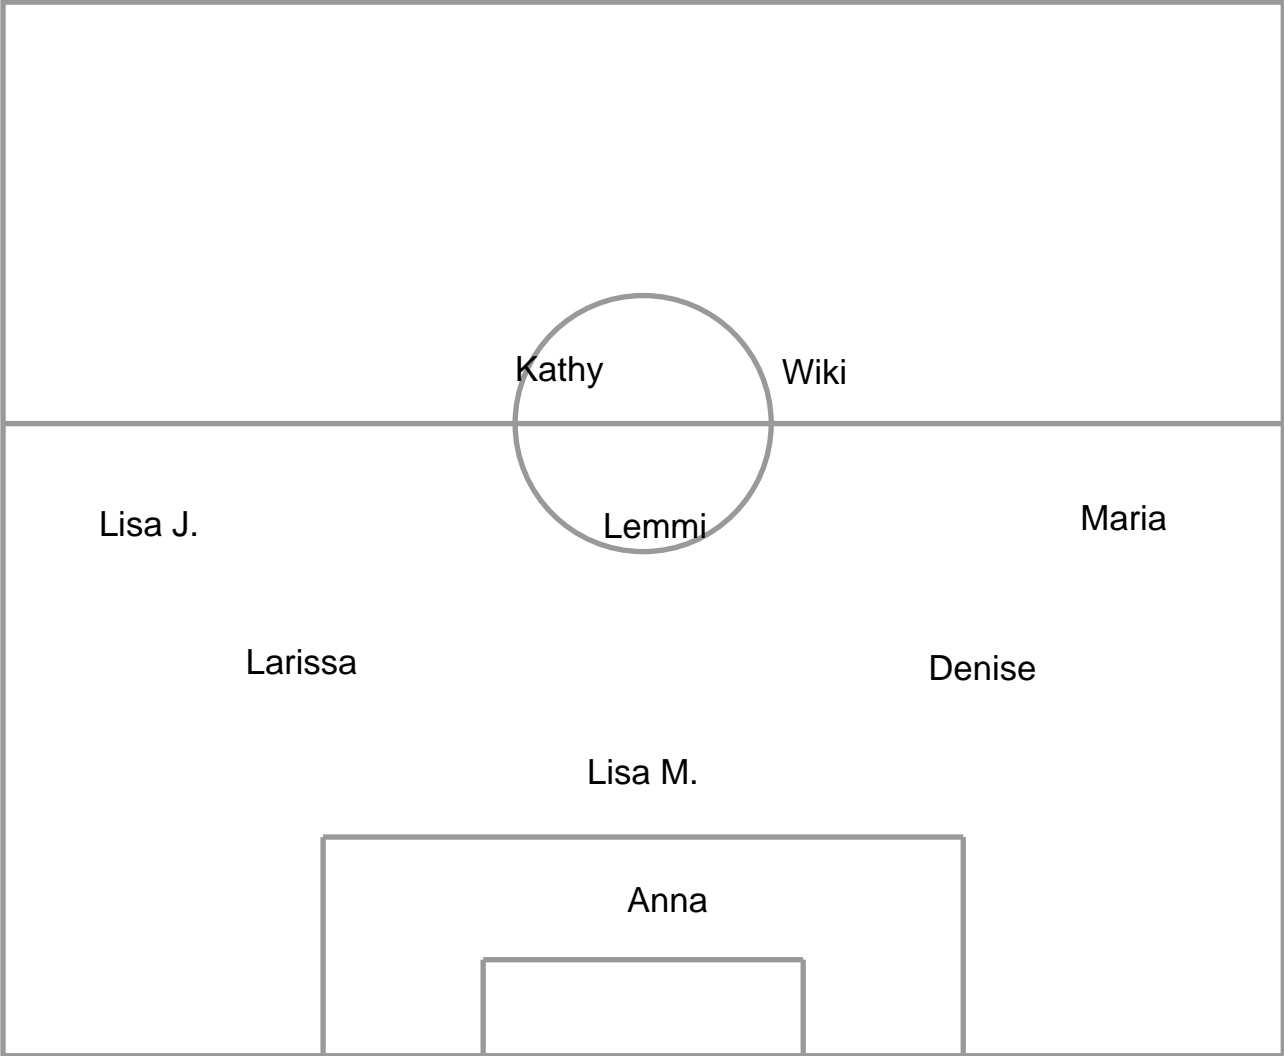 Kathy
Wiki
Lisa J.
Lemmi
Maria
Larissa
Denise
Lisa M.
Anna